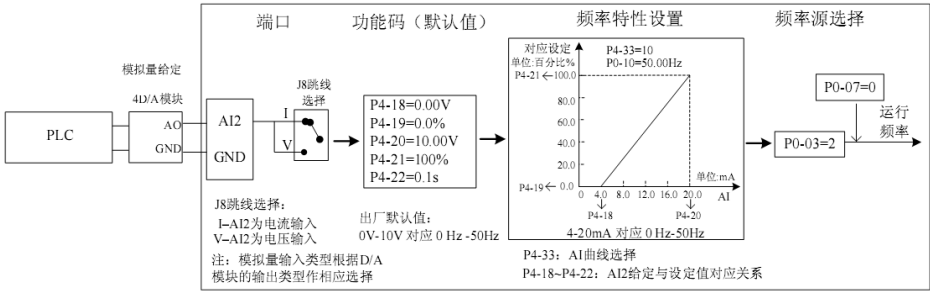 端口
功能码（默认值）
频率特性设置
频率源选择
模拟量给定
4D/A模块
PLC
AO
GND
AI2
GND
J8跳线
选择
I
V
P4-18=0.00V
P4-19=0.0%
P4-20=10.00V
P4-21=100%
P4-22=0.1s
对应设定
单位:百分比%
P4-33=10
P0-10=50.00Hz
P4-21
100.0
80.0
60.0
40.0
20.0
P4-19
0.0
0
4.0
8.0
12.0
16.0
20.0
单位:mA
AI
P4-18
P4-20
4-20mA 对应 0 Hz-50Hz
P0-07=0
P0-03=2
运行
频率
J8跳线选择：
I–AI2为电流输入
V–AI2为电压输入
注：模拟量输入类型根据D/A
模块的输出类型作相应选择
出厂默认值:
0V-10V 对应 0 Hz -50Hz
P4-33：AI曲线选择
P4-18~P4-22：AI2给定与设定值对应关系